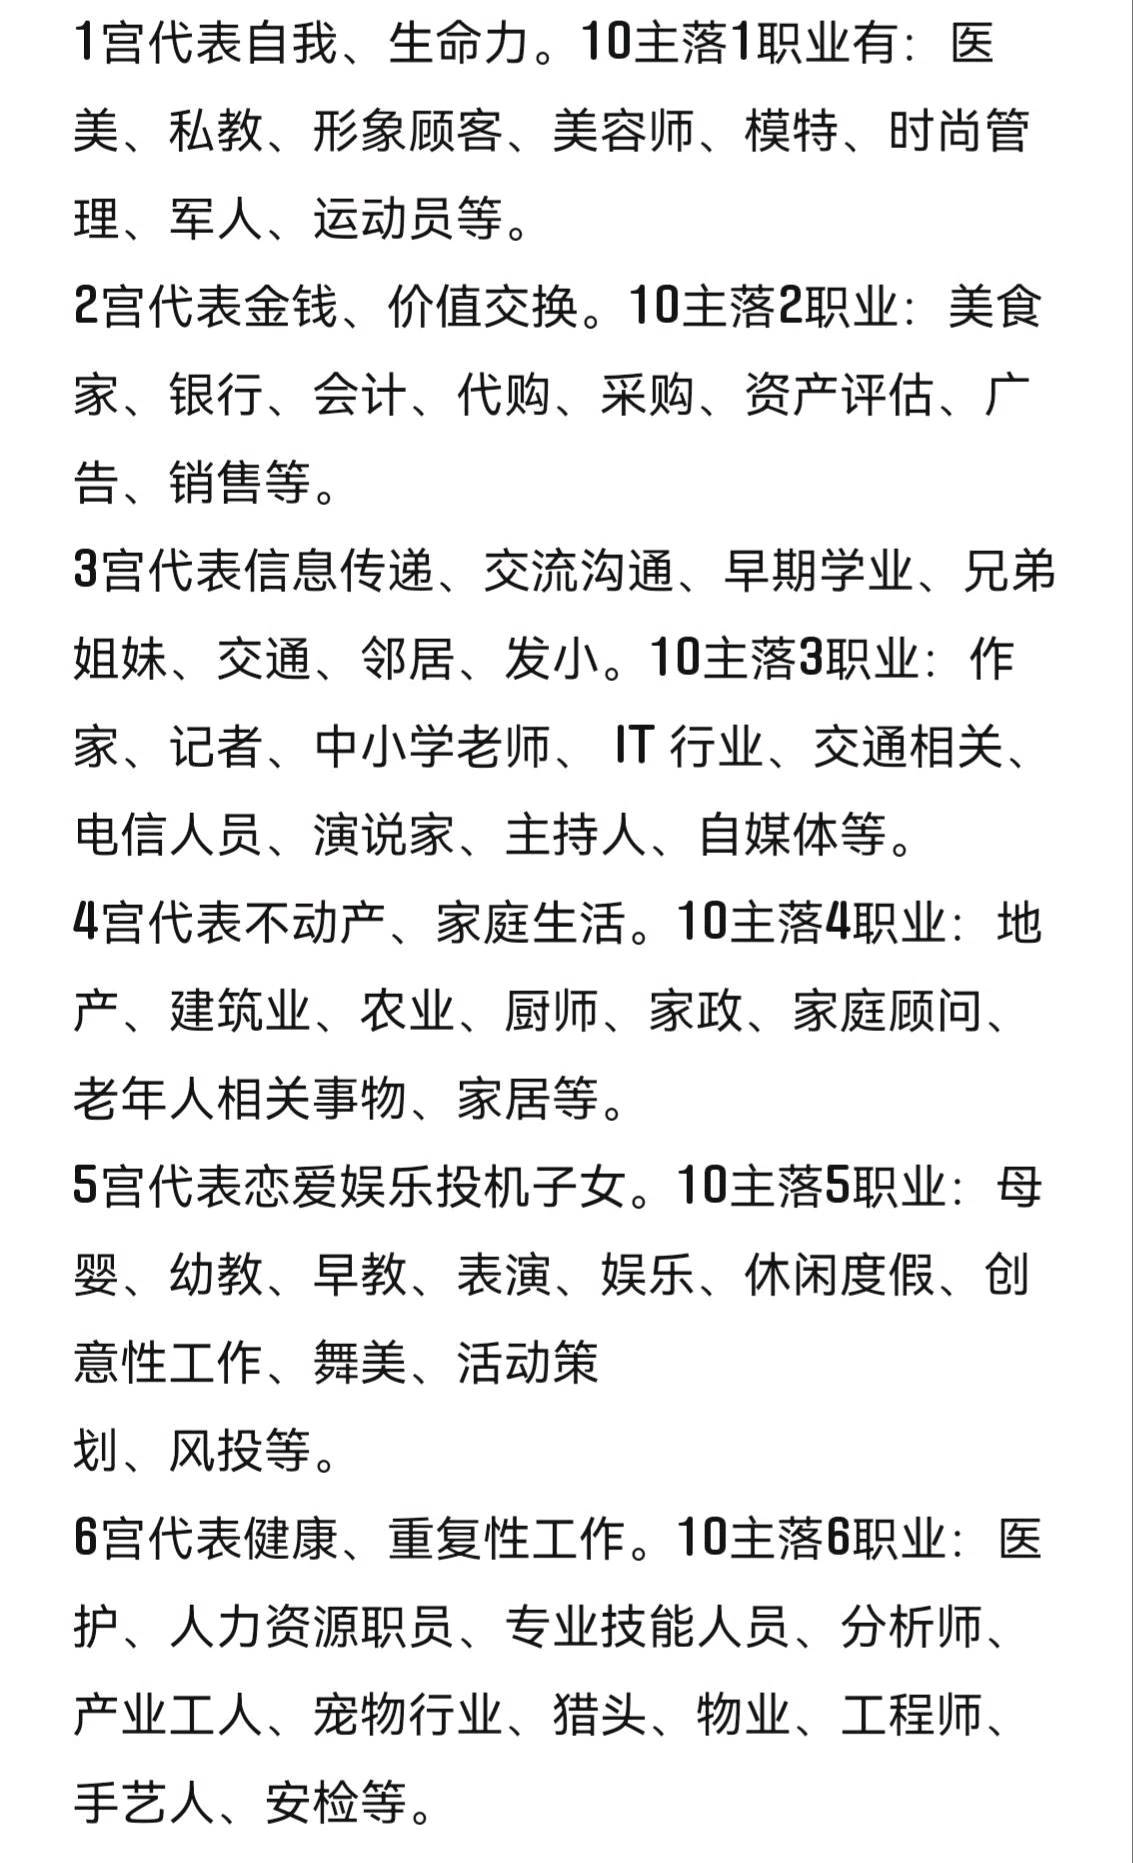 1宫代表自我、生命力。10主落1职业有：医
美、私教、形象顾客、美容师、模特、时尚管
理、军人、运动员等。
2宫代表金钱、价值交换。10主落2职业：美食
家、银行、会计、代购、采购、资产评估、广
告、销售等。
3宫代表信息传递、交流沟通、早期学业、兄弟
姐妹、交通、邻居、发小。10主落3职业：作
家、记者、中小学老师、 IT 行业、交通相关、
电信人员、演说家、主持人、自媒体等。
4宫代表不动产、家庭生活。10主落4职业：地
产、建筑业、农业、厨师、家政、家庭顾问、
老年人相关事物、家居等。
5宫代表恋爱娱乐投机子女。10主落5职业：母
婴、幼教、早教、表演、娱乐、休闲度假、创
意性工作、舞美、活动策
划、风投等。
6宫代表健康、重复性工作。10主落6职业：医
护、人力资源职员、专业技能人员、分析师、
产业工人、宠物行业、猎头、物业、工程师、
手艺人、安检等。